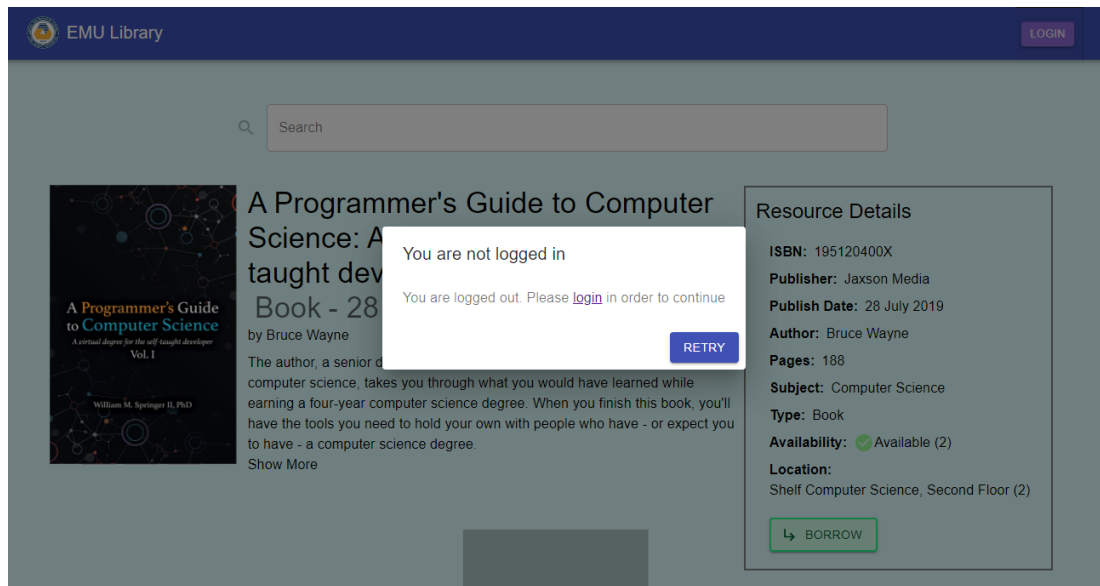 EMU Library
LOGIN
Search
A Programmer's Guide
to Computer Science
A virtual degree for the self-taught developer
Vol. I
William M. Springer II, PhD
A Programmer's Guide to Computer
Science: A
taught dev
Book - 28
by Bruce Wayne
The author, a senior d
computer science, takes you through what you would have learned while
earning a four-year computer science degree. When you finish this book, you'll
have the tools you need to hold your own with people who have - or expect you
to have - a computer science degree.
Show More
You are not logged in
You are logged out. Please login in order to continue
RETRY
Resource Details
ISBN: 195120400X
Publisher: Jaxson Media
Publish Date: 28 July 2019
Author: Bruce Wayne
Pages: 188
Subject: Computer Science
Type: Book
Availability: Available (2)
Location:
Shelf Computer Science, Second Floor (2)
BORROW